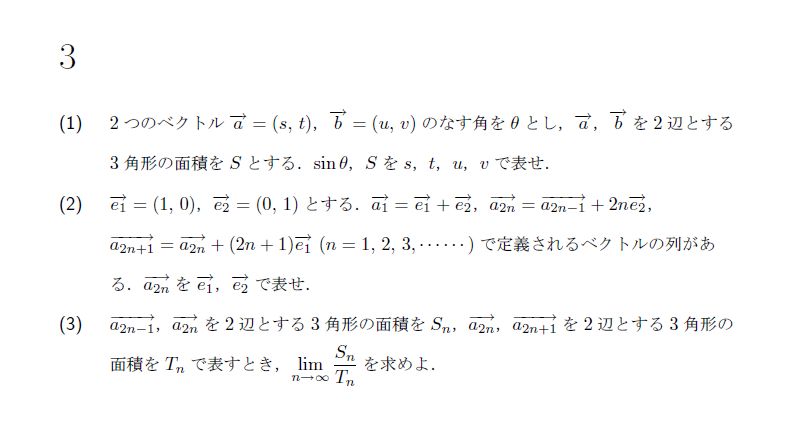 3
(1) 2 つのベクトル $\overrightarrow{a} = (s, t)$，$\overrightarrow{b} = (u, v)$ のなす角を $\theta$ とし，$\overrightarrow{a}$，$\overrightarrow{b}$ を 2 辺とする
3 角形の面積を $S$ とする．$\sin\theta$，$S$ を $s$，$t$，$u$，$v$ で表せ．
(2) $\overrightarrow{e_1} = (1, 0)$，$\overrightarrow{e_2} = (0, 1)$ とする．$\overrightarrow{a_1} = \overrightarrow{e_1} + \overrightarrow{e_2}$，$\overrightarrow{a_{2n}} = \overrightarrow{a_{2n-1}} + 2n\overrightarrow{e_2}$，
$\overrightarrow{a_{2n+1}} = \overrightarrow{a_{2n}} + (2n+1)\overrightarrow{e_1}$ $(n = 1, 2, 3, \cdots\cdots)$ で定義されるベクトルの列があ
る．$\overrightarrow{a_{2n}}$ を $\overrightarrow{e_1}$，$\overrightarrow{e_2}$ で表せ．
(3) $\overrightarrow{a_{2n-1}}$，$\overrightarrow{a_{2n}}$ を 2 辺とする 3 角形の面積を $S_n$，$\overrightarrow{a_{2n}}$，$\overrightarrow{a_{2n+1}}$ を 2 辺とする 3 角形の
面積を $T_n$ で表すとき，$\lim_{n \to \infty} \frac{S_n}{T_n}$ を求めよ．